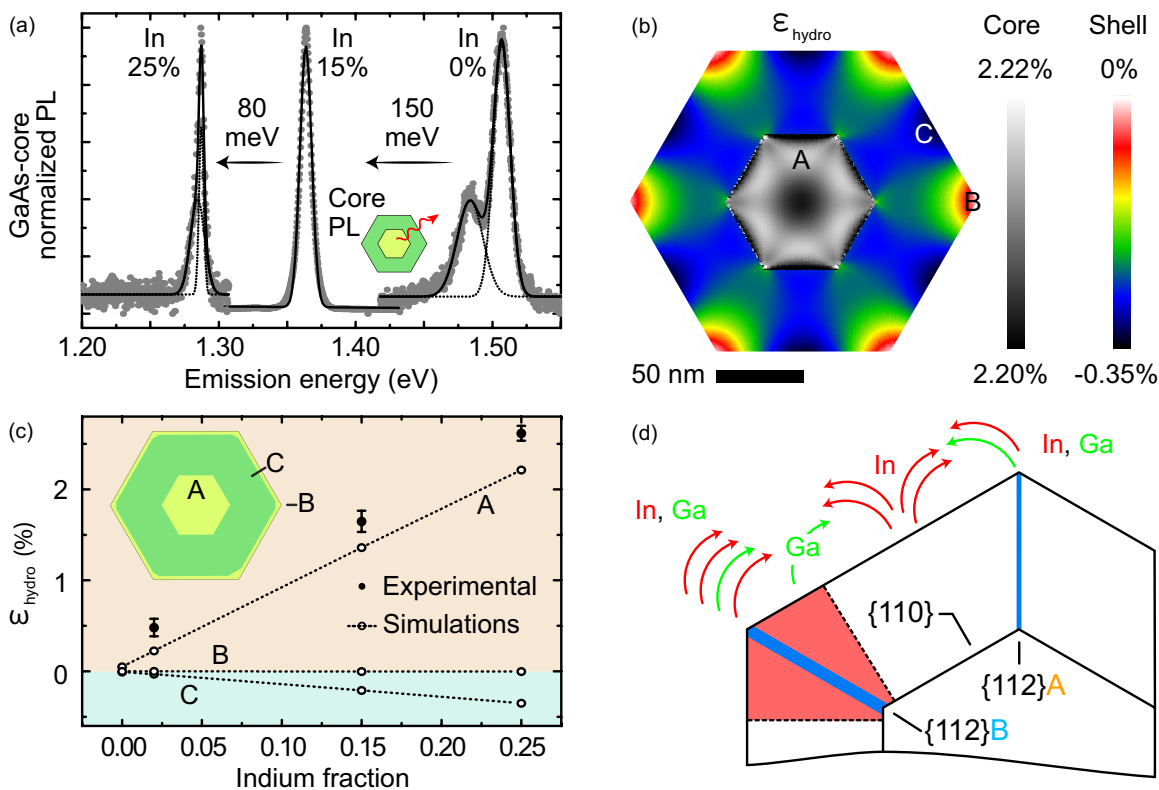 (a)
In
25%
In
15%
In
0%
80
meV
150
meV
Core
PL
GaAs-core
normalized PL
1.20
1.30
1.40
1.50
Emission energy (eV)
(b)
ε hydro
Core
Shell
2.22%
0%
A
C
B
50 nm
2.20%
-0.35%
(c)
C
A
B
A
Experimental
Simulations
B
C
2
1
0
ε hydro (%)
0.00
0.05
0.10
0.15
0.20
0.25
Indium fraction
(d)
In, Ga
In
In, Ga
Ga
{110}
{112}A
{112}B